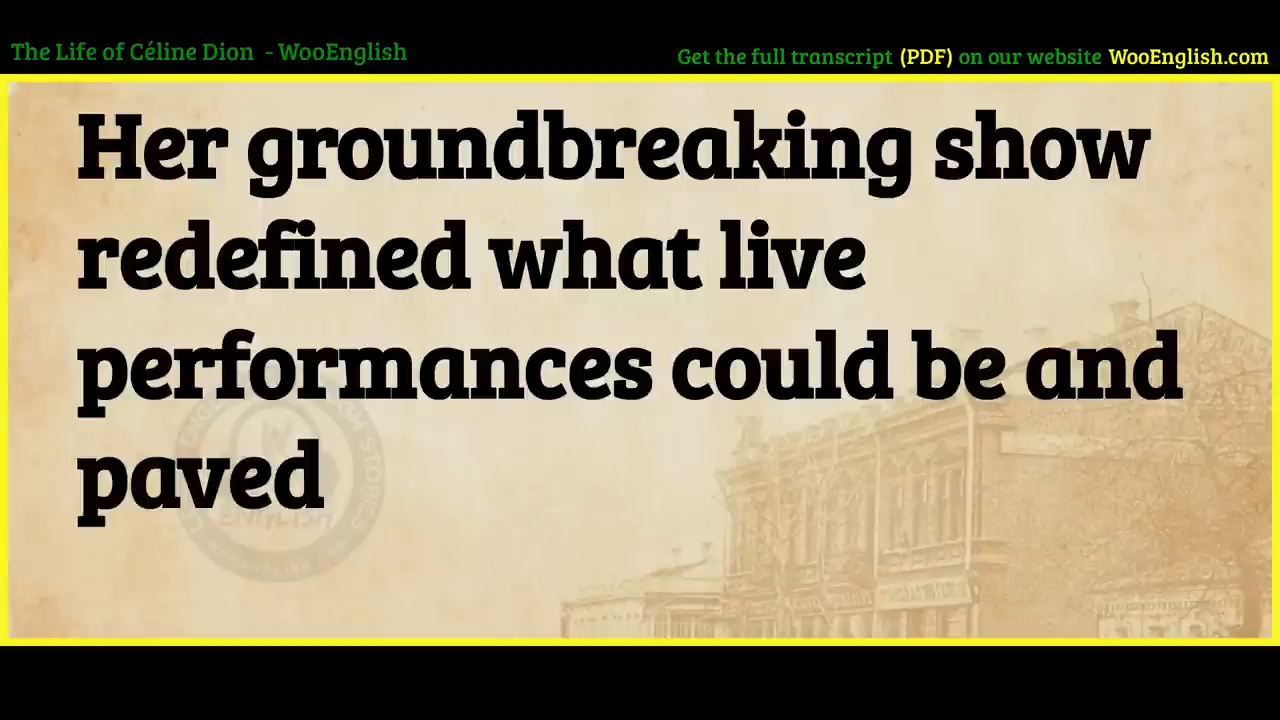 The Life of Céline Dion - WooEnglish
Get the full transcript (PDF) on our website WooEnglish.com
Her groundbreaking show
redefined what live
performances could be and
paved
ENGLISH